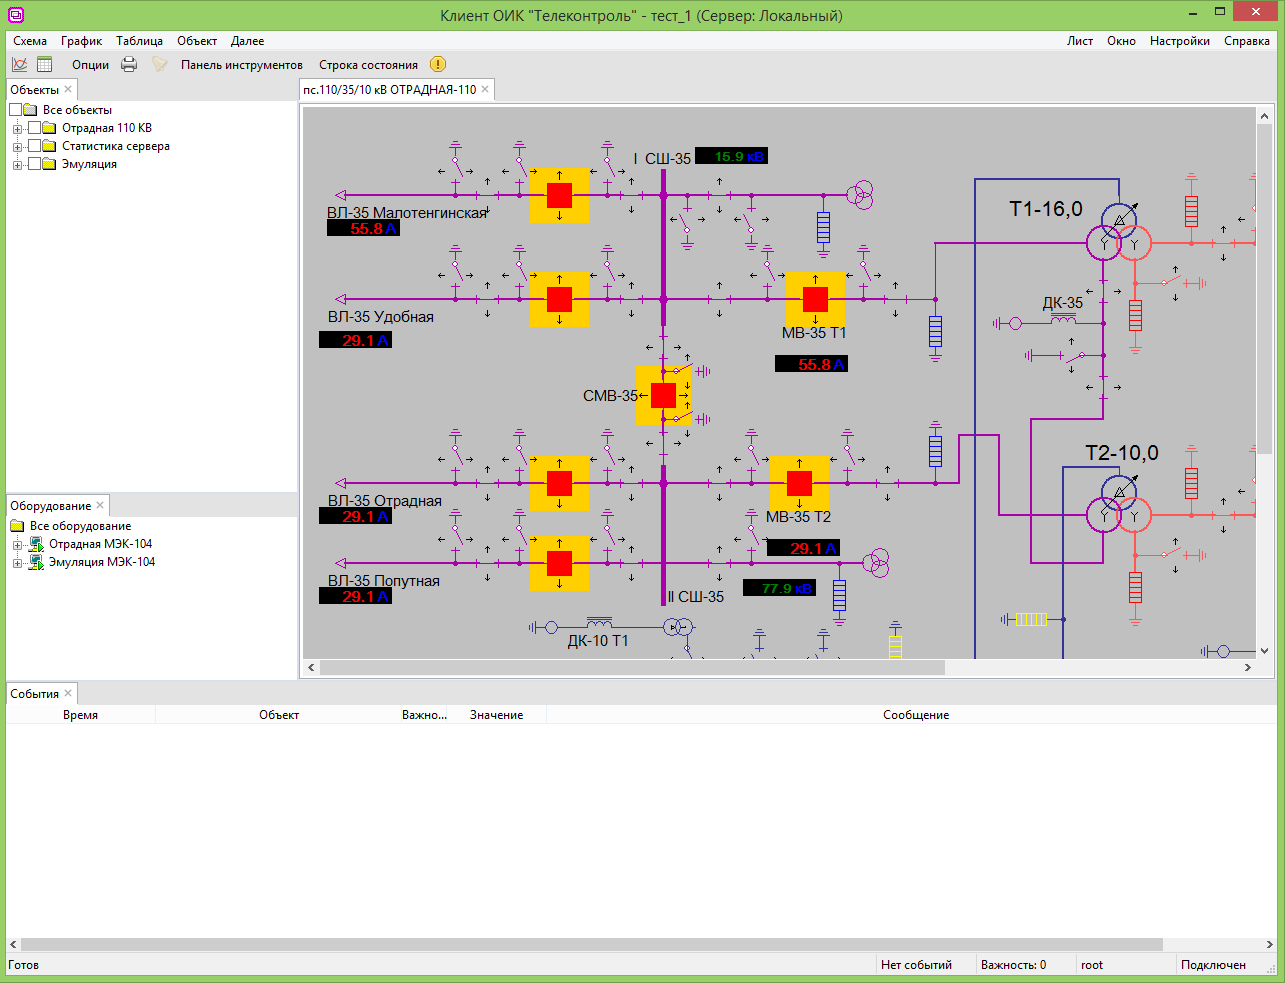 Клиент ОИК "Телеконтроль" - тест_1 (Сервер: Локальный)
Схема График Таблица Объект Далее Лист Окно Настройки Справка
Опции Панель инструментов Строка состояния
Объекты
Все объекты
Отрадная 110 КВ
Статистика сервера
Эмуляция
Оборудование
Все оборудование
Отрадная МЭК-104
Эмуляция МЭК-104
пс.110/35/10 кВ ОТРАДНАЯ-110
I СШ-35 15.9 кВ
ВЛ-35 Малотенгинская
55.8 А
Т1-16,0
ВЛ-35 Удобная
29.1 А
МВ-35 Т1
55.8 А
ДК-35
СМВ-35
Т2-10,0
ВЛ-35 Отрадная
29.1 А
МВ-35 Т2
29.1 А
ВЛ-35 Попутная
29.1 А
77.9 кВ
II СШ-35
ДК-10 Т1
События
Время Объект Важно... Значение Сообщение
Готов Нет событий Важность: 0 root Подключен